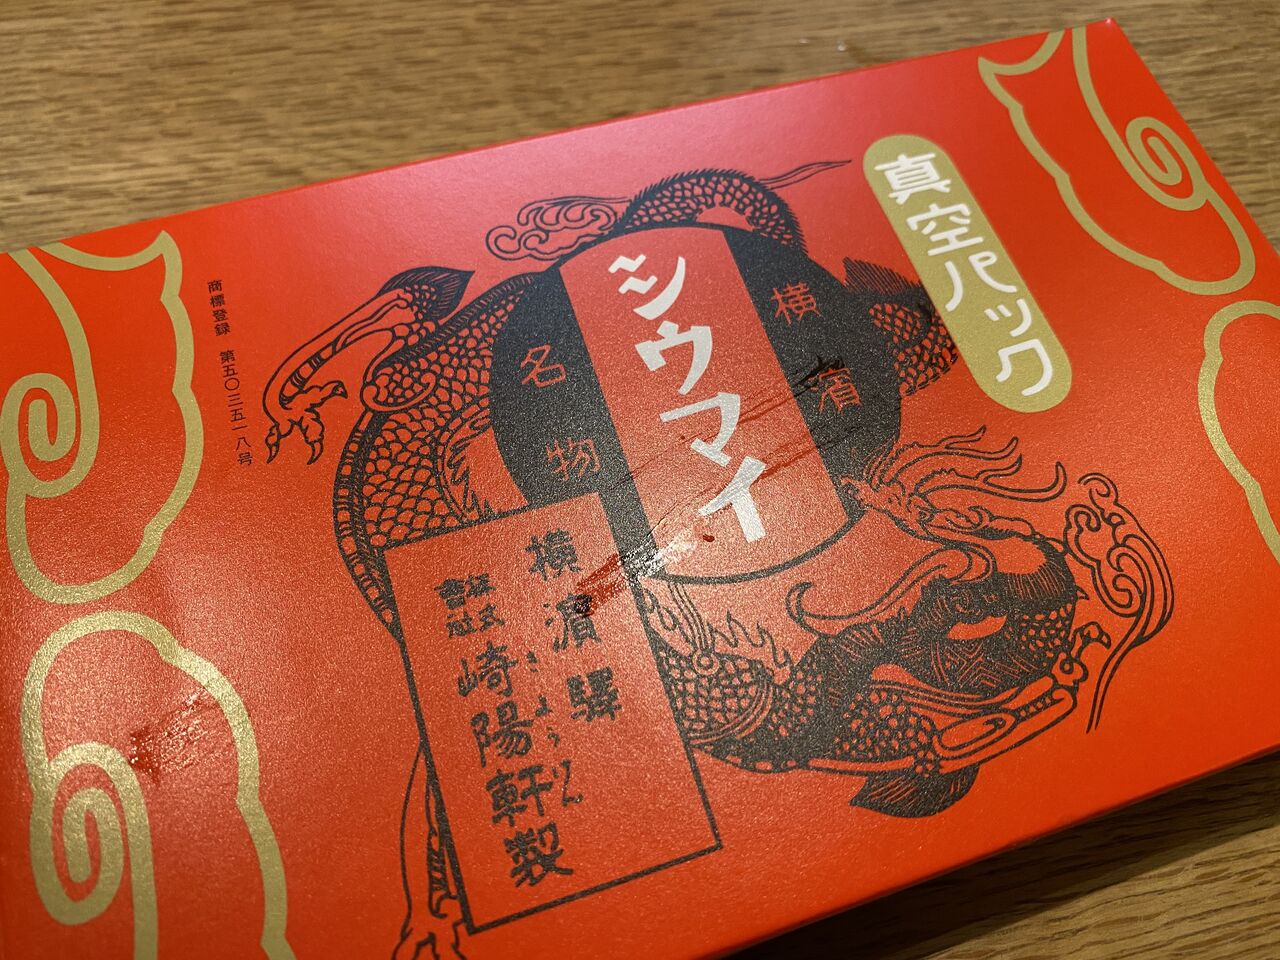 真空パック
横濱
シウマイ
名物
横濱驛
株式会社
崎陽軒製
きようけん
商標登録 第五〇三五一八号